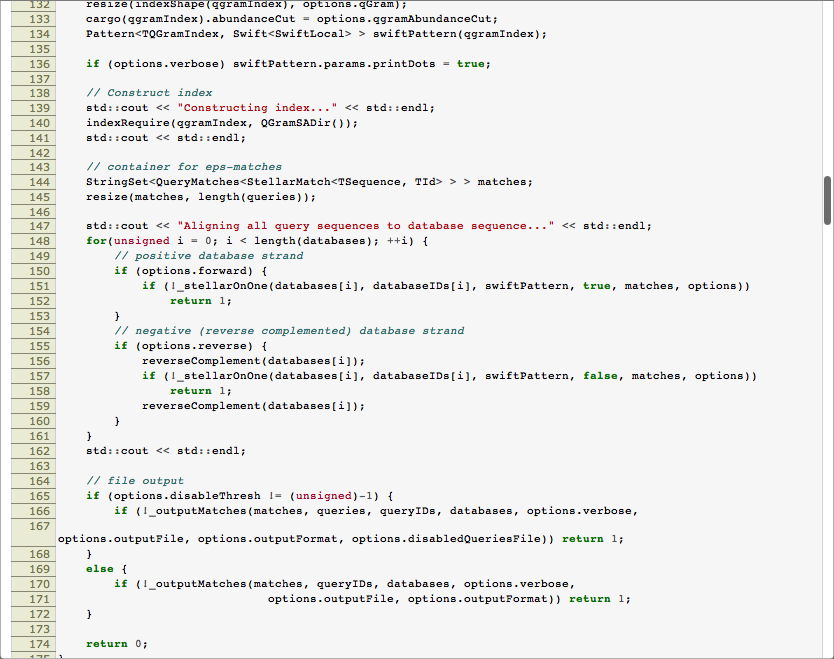 132     resize(indexShape(qgramIndex), options.qGram);
133     cargo(qgramIndex).abundanceCut = options.qgramAbundanceCut;
134     Pattern<TQGramIndex, Swift<SwiftLocal> > swiftPattern(qgramIndex);
135
136     if (options.verbose) swiftPattern.params.printDots = true;
137
138     // Construct index
139     std::cout << "Constructing index..." << std::endl;
140     indexRequire(qgramIndex, QGramSADir());
141     std::cout << std::endl;
142
143     // container for eps-matches
144     StringSet<QueryMatches<StellarMatch<TSequence, TId> > > matches;
145     resize(matches, length(queries));
146
147     std::cout << "Aligning all query sequences to database sequence..." << std::endl;
148     for(unsigned i = 0; i < length(databases); ++i) {
149         // positive database strand
150         if (options.forward) {
151             if (!_stellarOnOne(databases[i], databaseIDs[i], swiftPattern, true, matches, options))
152                 return 1;
153         }
154         // negative (reverse complemented) database strand
155         if (options.reverse) {
156             reverseComplement(databases[i]);
157             if (!_stellarOnOne(databases[i], databaseIDs[i], swiftPattern, false, matches, options))
158                 return 1;
159             reverseComplement(databases[i]);
160         }
161     }
162     std::cout << std::endl;
163
164     // file output
165     if (options.disableThresh != (unsigned)-1) {
166         if (!_outputMatches(matches, queries, queryIDs, databases, options.verbose,
167
options.outputFile, options.outputFormat, options.disabledQueriesFile)) return 1;
168     }
169     else {
170         if (!_outputMatches(matches, queryIDs, databases, options.verbose,
171                               options.outputFile, options.outputFormat)) return 1;
172     }
173
174     return 0;
175 }